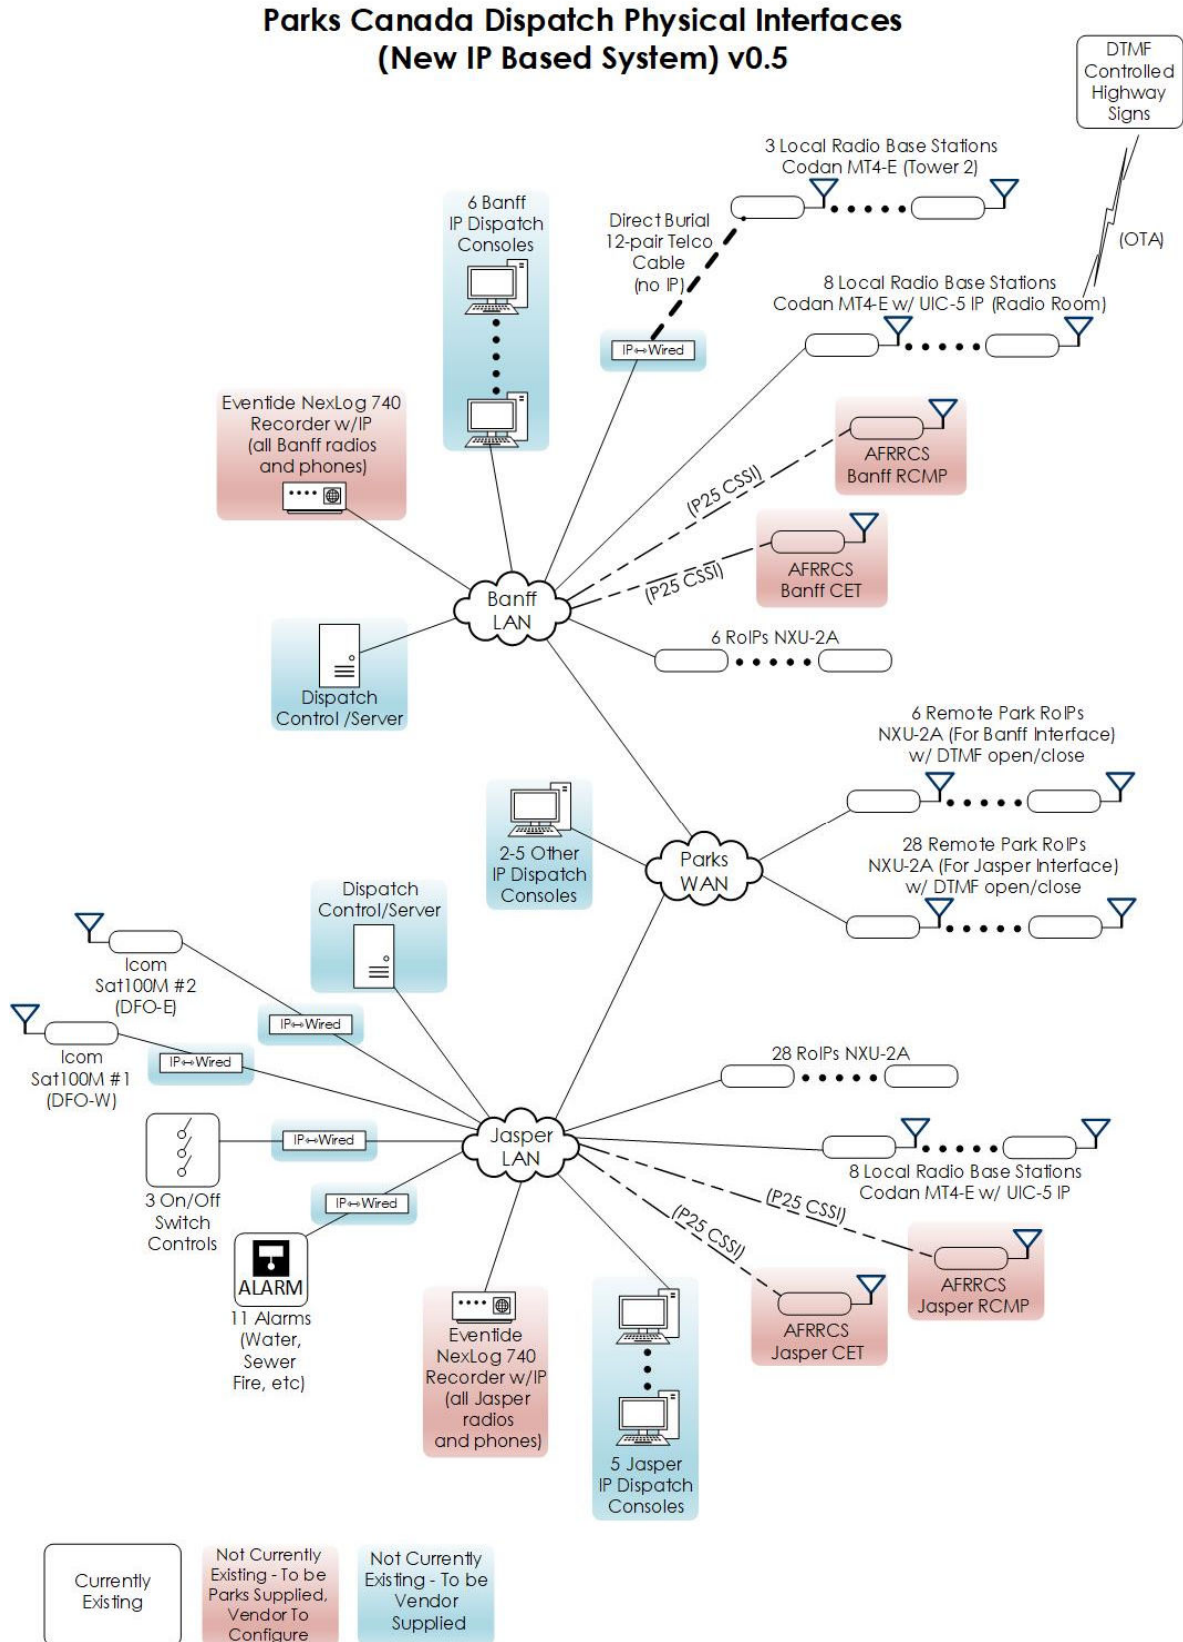 Parks Canada Dispatch Physical Interfaces
(New IP Based System) v0.5
DTMF
Controlled
Highway
Signs
(OTA)
3 Local Radio Base Stations
Codan MT4-E (Tower 2)
6 Banff
IP Dispatch
Consoles
Direct Burial
12-pair Telco
Cable
(no IP)
8 Local Radio Base Stations
Codan MT4-E w/ UIC-5 IP (Radio Room)
IP↔Wired
Eventide NexLog 740
Recorder w/IP
(all Banff radios
and phones)
AFRRCS
Banff RCMP
(P25 CSSI)
AFRRCS
Banff CET
(P25 CSSI)
Banff
LAN
6 RoIPs NXU-2A
Dispatch
Control /Server
6 Remote Park RoIPs
NXU-2A (For Banff Interface)
w/ DTMF open/close
2-5 Other
IP Dispatch
Consoles
Parks
WAN
28 Remote Park RoIPs
NXU-2A (For Jasper Interface)
w/ DTMF open/close
Dispatch
Control/Server
Icom
Sat100M #2
(DFO-E)
IP↔Wired
Icom
Sat100M #1
(DFO-W)
IP↔Wired
28 RoIPs NXU-2A
Jasper
LAN
IP↔Wired
3 On/Off
Switch
Controls
IP↔Wired
8 Local Radio Base Stations
Codan MT4-E w/ UIC-5 IP
(P25 CSSI)
(P25 CSSI)
AFRRCS
Jasper RCMP
AFRRCS
Jasper CET
ALARM
11 Alarms
(Water,
Sewer
Fire, etc)
Eventide
NexLog 740
Recorder w/IP
(all Jasper
radios
and phones)
5 Jasper
IP Dispatch
Consoles
Currently
Existing
Not Currently
Existing - To be
Parks Supplied,
Vendor To
Configure
Not Currently
Existing - To be
Vendor
Supplied